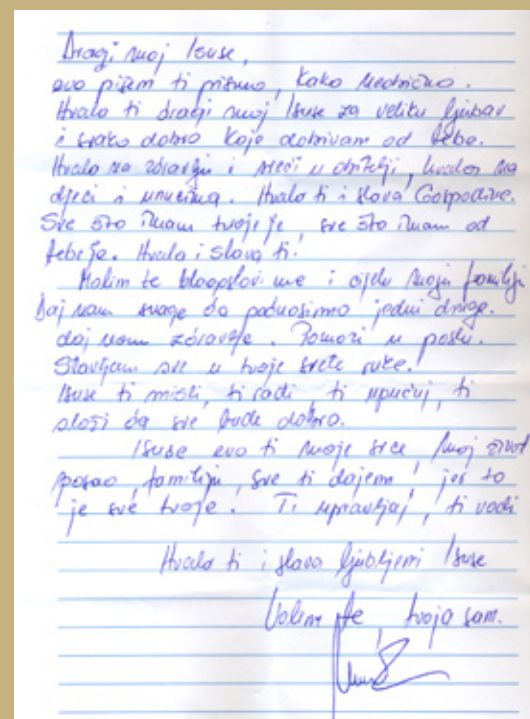 Dragi moj Isuse,
evo pišem ti pismo, kako
Hvala ti dragi moj Isuse za veliku ljubav
i svako dobro koje dobivam od tebe.
Hvala na zdravlju i sreći u obitelji, hvala na
djeci i unucima. Hvala ti i slava Gospodine.
Sve što imam tvoje je, sve što imam od
tebe je. Hvala i slava ti!
Molim te blagoslovi me i cijelu moju familiju
Daj nam snage da podnosimo jedni druge.
daj nam zdravlje. Pomozi u poslu.
Stavljam sve u tvoje svete ruke!
Isuse ti misli, ti radi ti upućuj, ti
složi da sve bude dobro.
Isuse evo ti moje srce, moj život
posao, familiju, sve ti dajem, jer to
je sve tvoje. Ti upravljaj, ti vodi
Hvala ti i slava ljubljeni Isuse
Volim te, tvoja sam.